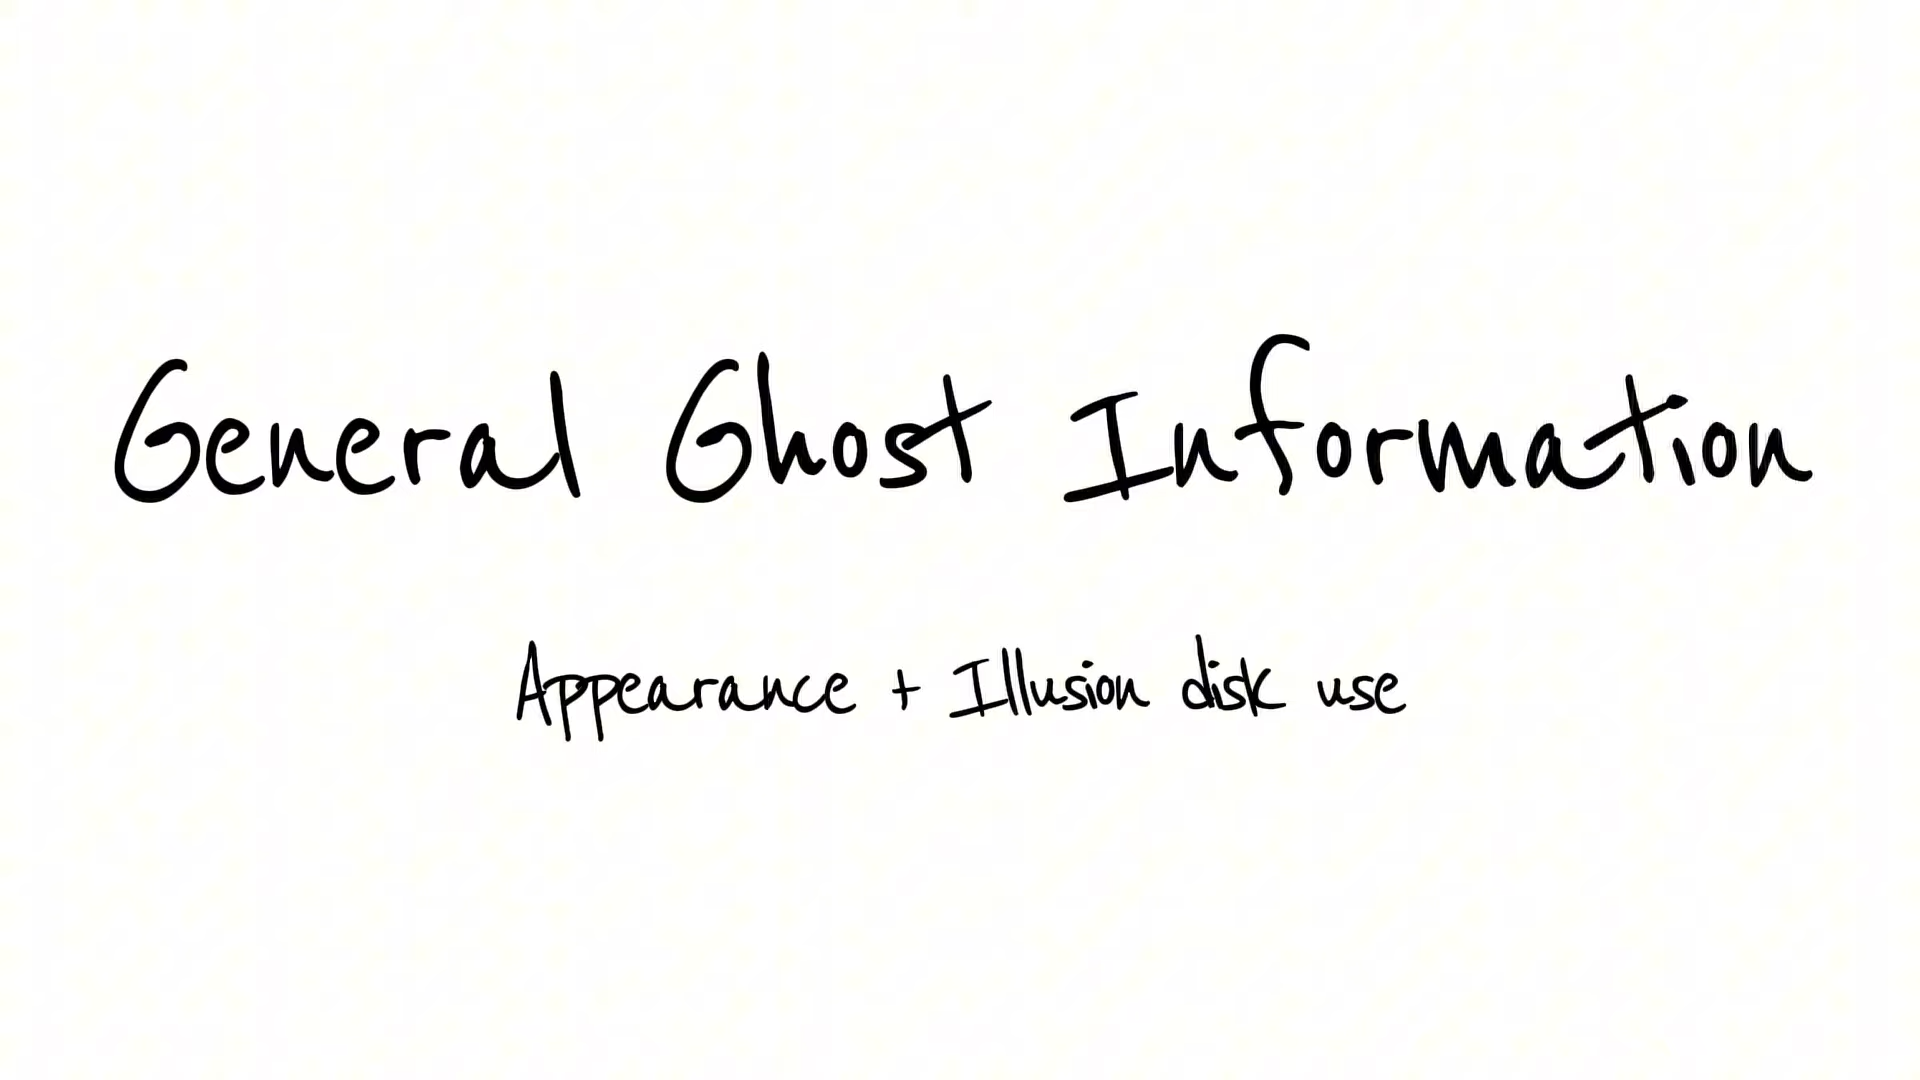 General Ghost Information
Appearance + Illusion disk use